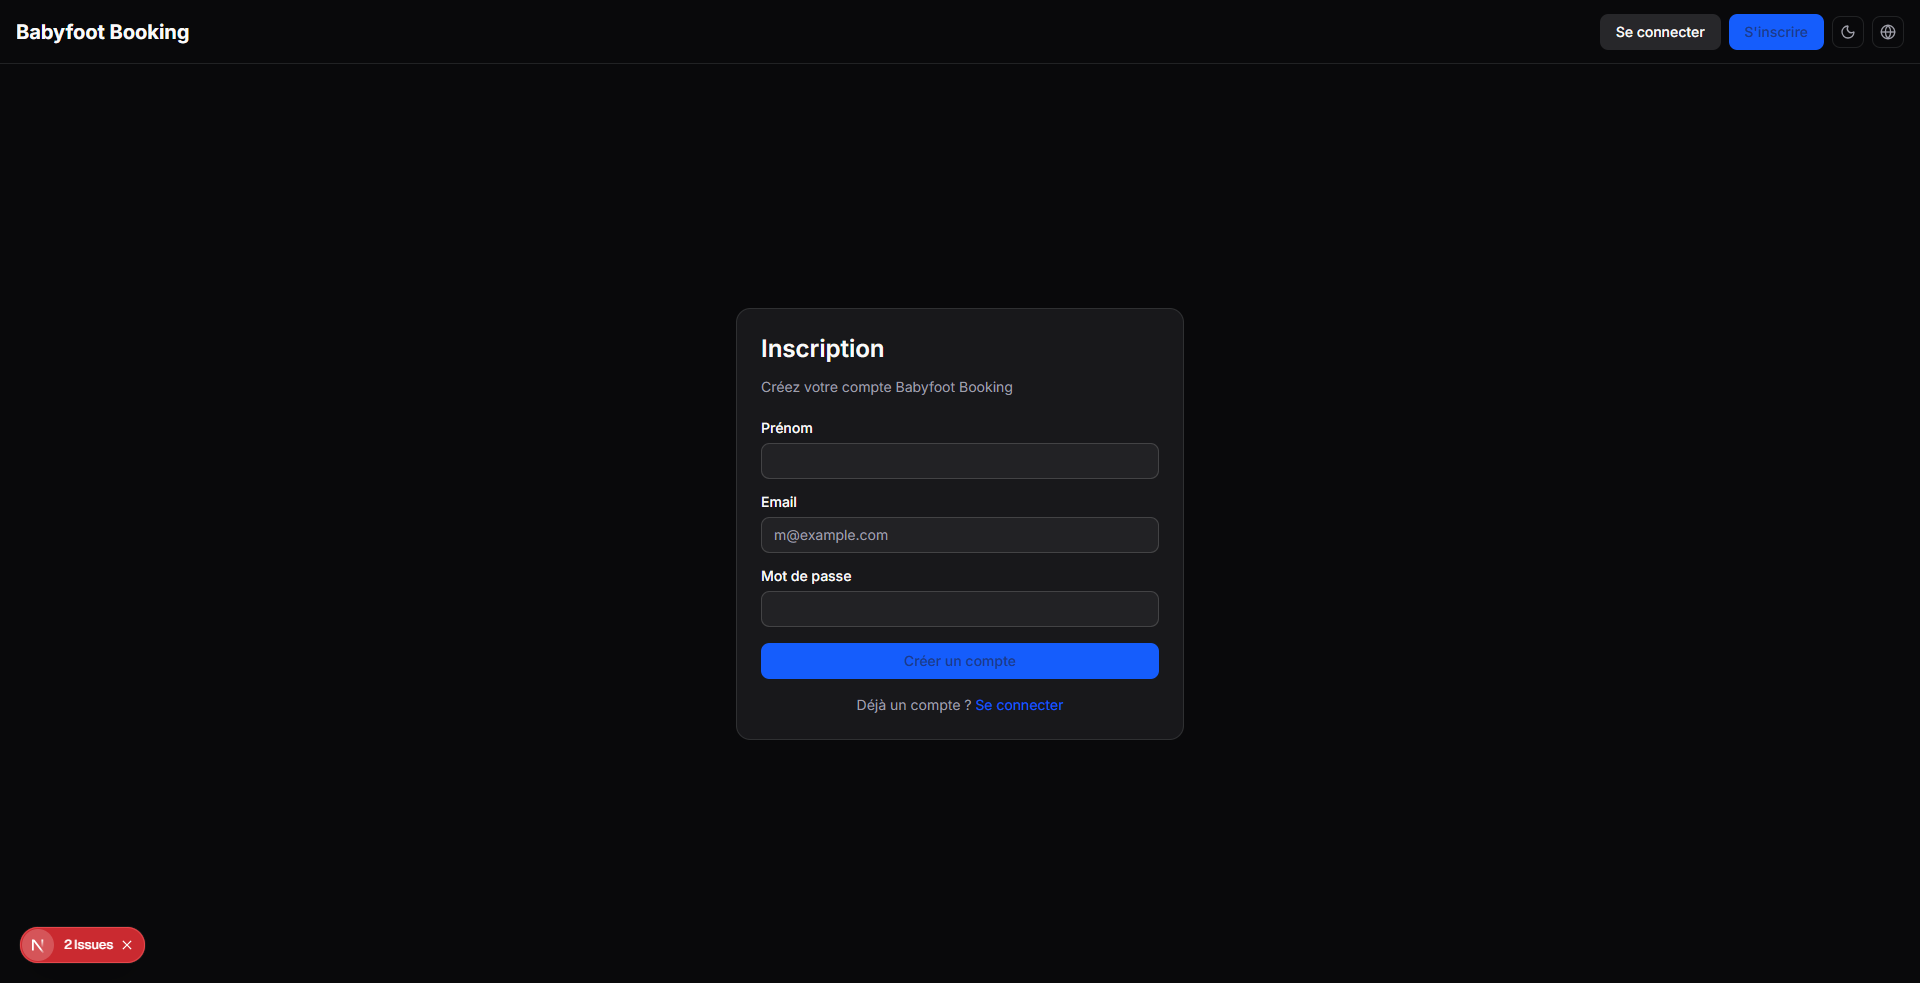 Babyfoot Booking
Se connecter
S'inscrire
Inscription
Créez votre compte Babyfoot Booking
Prénom
Email
m@example.com
Mot de passe
Créer un compte
Déjà un compte ? Se connecter
N
2 Issues